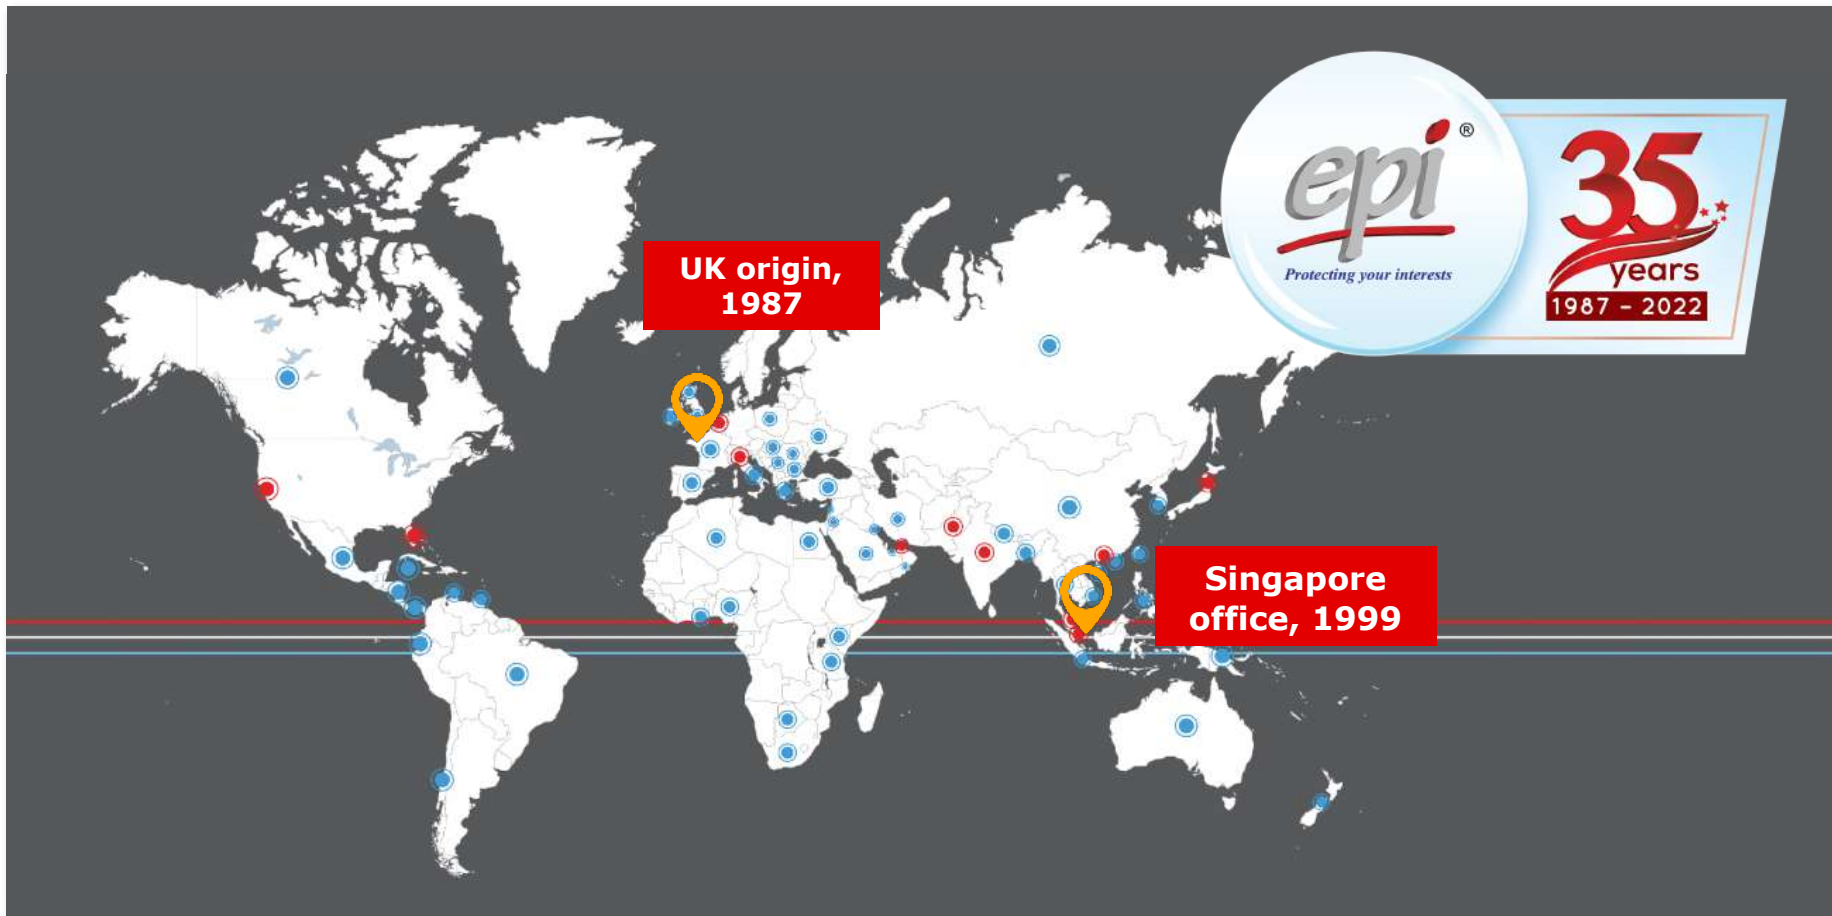 epi®
Protecting your interests
35
years
1987 – 2022
UK origin,
1987
Singapore
office, 1999